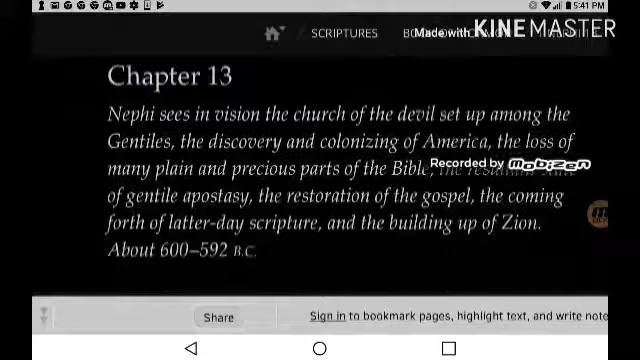 5:41 PM
SCRIPTURES
Made with KINEMASTER
Chapter 13
Nephi sees in vision the church of the devil set up among the
Gentiles, the discovery and colonizing of America, the loss of
many plain and precious parts of the Bible, the
Recorded by mobizen
of gentile apostasy, the restoration of the gospel, the coming
forth of latter-day scripture, and the building up of Zion.
About 600–592 B.C.
Share
Sign in to bookmark pages, highlight text, and write note